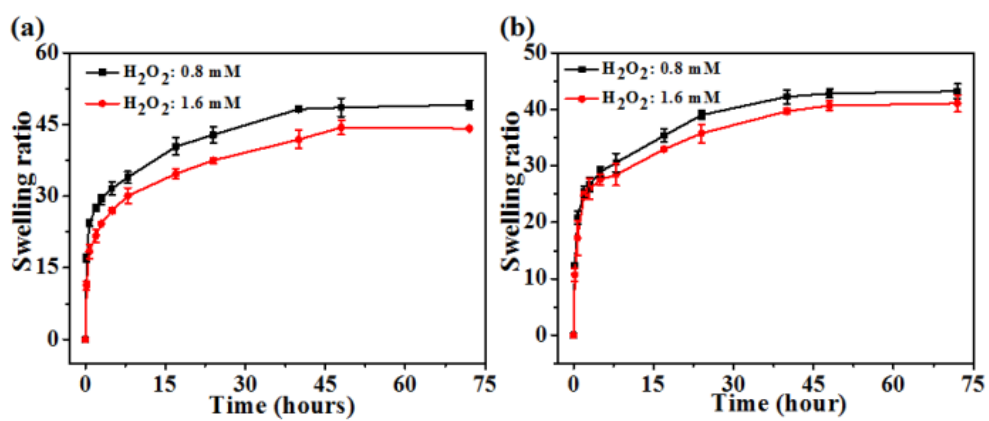 (a)
60
45
30
15
0
Swelling ratio
H2O2: 0.8 mM
H2O2: 1.6 mM
0 15 30 45 60 75
Time (hours)
(b)
50
40
30
20
10
0
Swelling ratio
H2O2: 0.8 mM
H2O2: 1.6 mM
0 15 30 45 60 75
Time (hour)